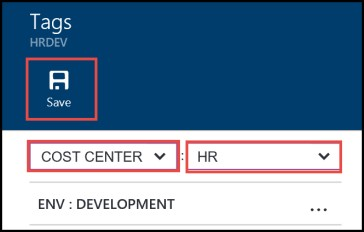 Tags
HRDEV
Save
COST CENTER : HR
ENV : DEVELOPMENT ...